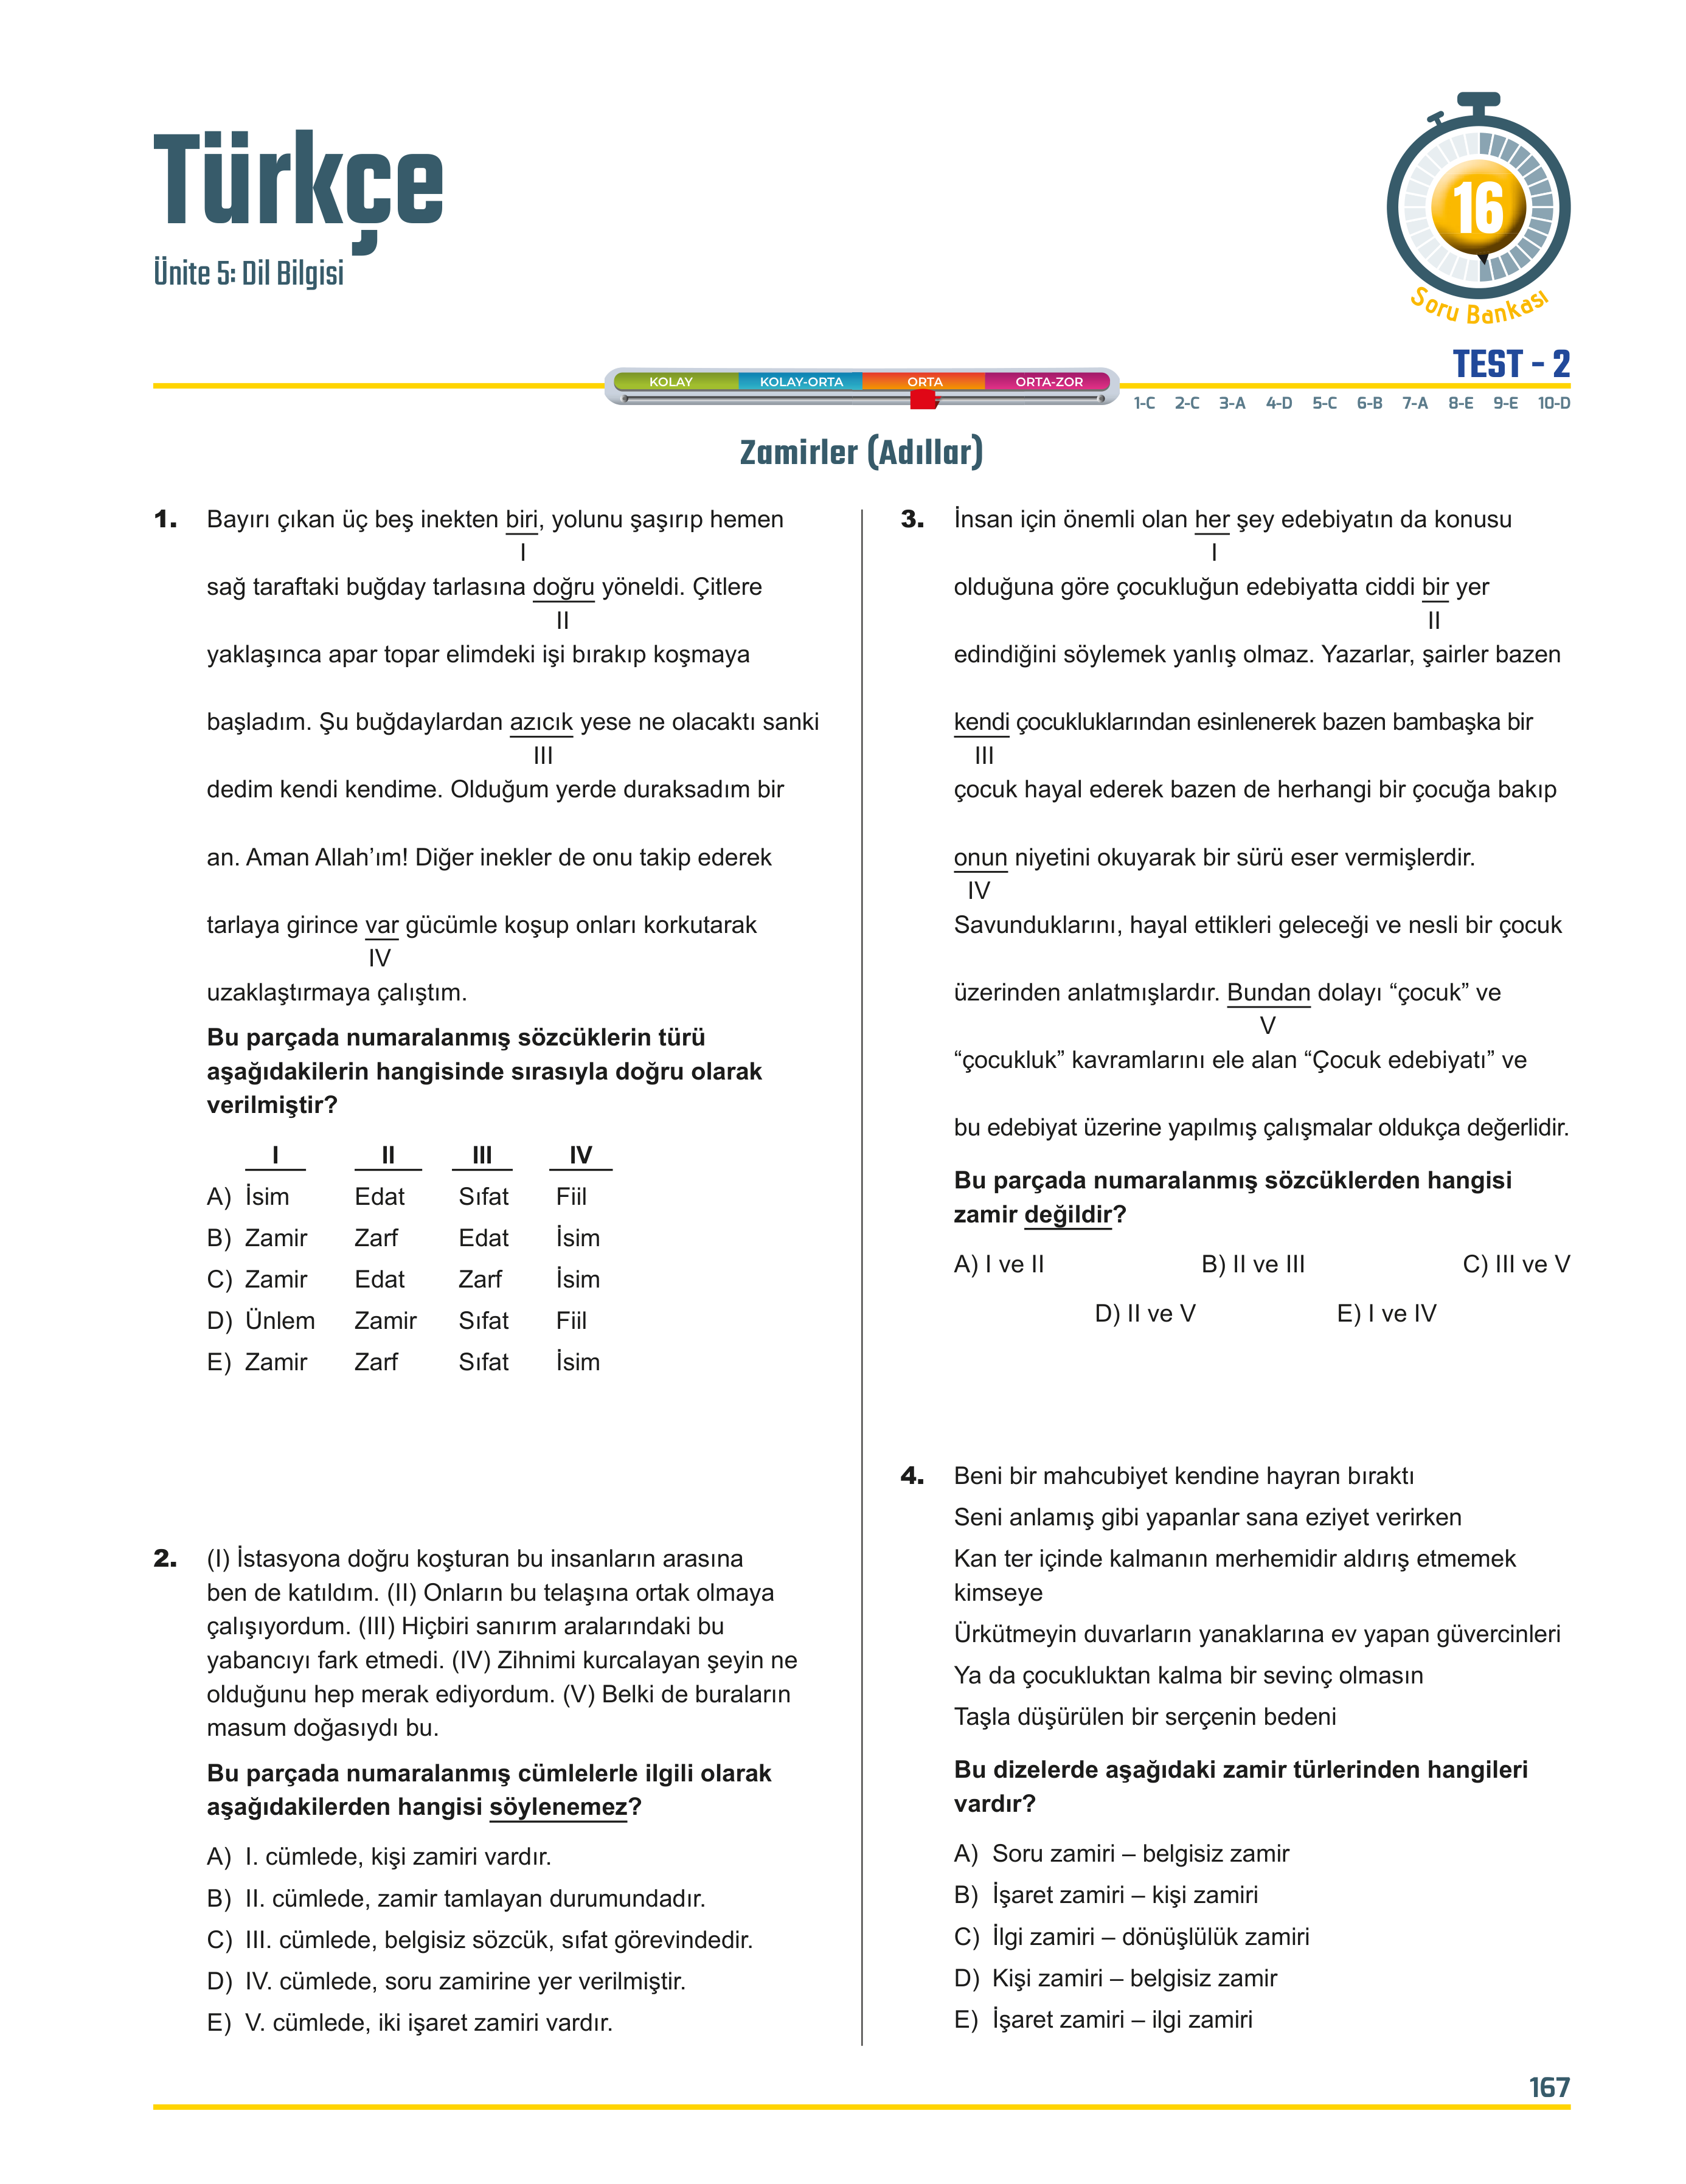 Türkçe
Ünite 5: Dil Bilgisi
16
Soru Bankası
TEST - 2
KOLAY KOLAY-ORTA ORTA ORTA-ZOR
1-C 2-C 3-A 4-D 5-C 6-B 7-A 8-E 9-E 10-D
Zamirler (Adıllar)
1. Bayırı çıkan üç beş inekten biri, yolunu şaşırıp hemen
I
sağ taraftaki buğday tarlasına doğru yöneldi. Çitlere
II
yaklaşınca apar topar elimdeki işi bırakıp koşmaya
başladım. Şu buğdaylardan azıcık yese ne olacaktı sanki
III
dedim kendi kendime. Olduğum yerde duraksadım bir
an. Aman Allah’ım! Diğer inekler de onu takip ederek
tarlaya girince var gücümle koşup onları korkutarak
IV
uzaklaştırmaya çalıştım.
Bu parçada numaralanmış sözcüklerin türü
aşağıdakilerin hangisinde sırasıyla doğru olarak
verilmiştir?
I II III IV
A) İsim Edat Sıfat Fiil
B) Zamir Zarf Edat İsim
C) Zamir Edat Zarf İsim
D) Ünlem Zamir Sıfat Fiil
E) Zamir Zarf Sıfat İsim
2. (I) İstasyona doğru koşturan bu insanların arasına
ben de katıldım. (II) Onların bu telaşına ortak olmaya
çalışıyordum. (III) Hiçbiri sanırım aralarındaki bu
yabancıyı fark etmedi. (IV) Zihnimi kurcalayan şeyin ne
olduğunu hep merak ediyordum. (V) Belki de buraların
masum doğasıydı bu.
Bu parçada numaralanmış cümlelerle ilgili olarak
aşağıdakilerden hangisi söylenemez?
A) I. cümlede, kişi zamiri vardır.
B) II. cümlede, zamir tamlayan durumundadır.
C) III. cümlede, belgisiz sözcük, sıfat görevindedir.
D) IV. cümlede, soru zamirine yer verilmiştir.
E) V. cümlede, iki işaret zamiri vardır.
3. İnsan için önemli olan her şey edebiyatın da konusu
I
olduğuna göre çocukluğun edebiyatta ciddi bir yer
II
edindiğini söylemek yanlış olmaz. Yazarlar, şairler bazen
kendi çocukluklarından esinlenerek bazen bambaşka bir
III
çocuk hayal ederek bazen de herhangi bir çocuğa bakıp
onun niyetini okuyarak bir sürü eser vermişlerdir.
IV
Savunduklarını, hayal ettikleri geleceği ve nesli bir çocuk
üzerinden anlatmışlardır. Bundan dolayı “çocuk” ve
V
“çocukluk” kavramlarını ele alan “Çocuk edebiyatı” ve
bu edebiyat üzerine yapılmış çalışmalar oldukça değerlidir.
Bu parçada numaralanmış sözcüklerden hangisi
zamir değildir?
A) I ve II B) II ve III C) III ve V
D) II ve V E) I ve IV
4. Beni bir mahcubiyet kendine hayran bıraktı
Seni anlamış gibi yapanlar sana eziyet verirken
Kan ter içinde kalmanın merhemidir aldırış etmemek
kimseye
Ürkütmeyin duvarların yanaklarına ev yapan güvercinleri
Ya da çocukluktan kalma bir sevinç olmasın
Taşla düşürülen bir serçenin bedeni
Bu dizelerde aşağıdaki zamir türlerinden hangileri
vardır?
A) Soru zamiri – belgisiz zamir
B) İşaret zamiri – kişi zamiri
C) İlgi zamiri – dönüşlülük zamiri
D) Kişi zamiri – belgisiz zamir
E) İşaret zamiri – ilgi zamiri
167